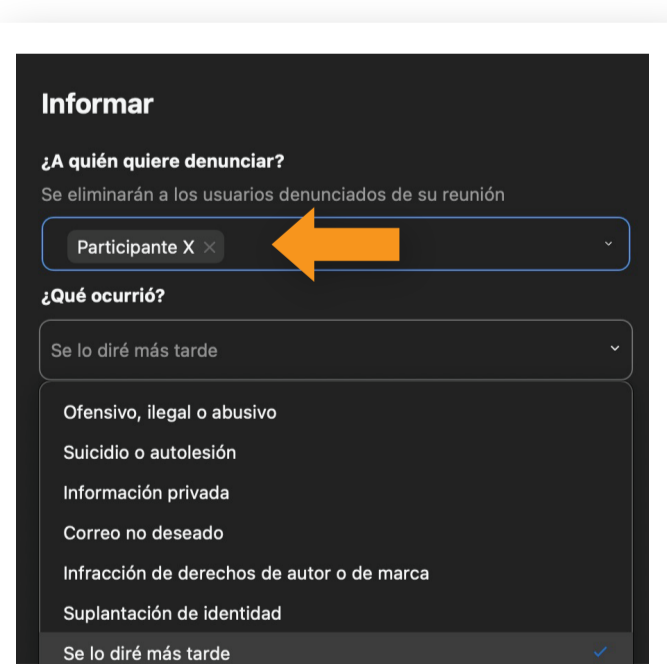 Informar
¿A quién quiere denunciar?
Se eliminarán a los usuarios denunciados de su reunión
Participante X
¿Qué ocurrió?
Se lo diré más tarde
Ofensivo, ilegal o abusivo
Suicidio o autolesión
Información privada
Correo no deseado
Infracción de derechos de autor o de marca
Suplantación de identidad
Se lo diré más tarde